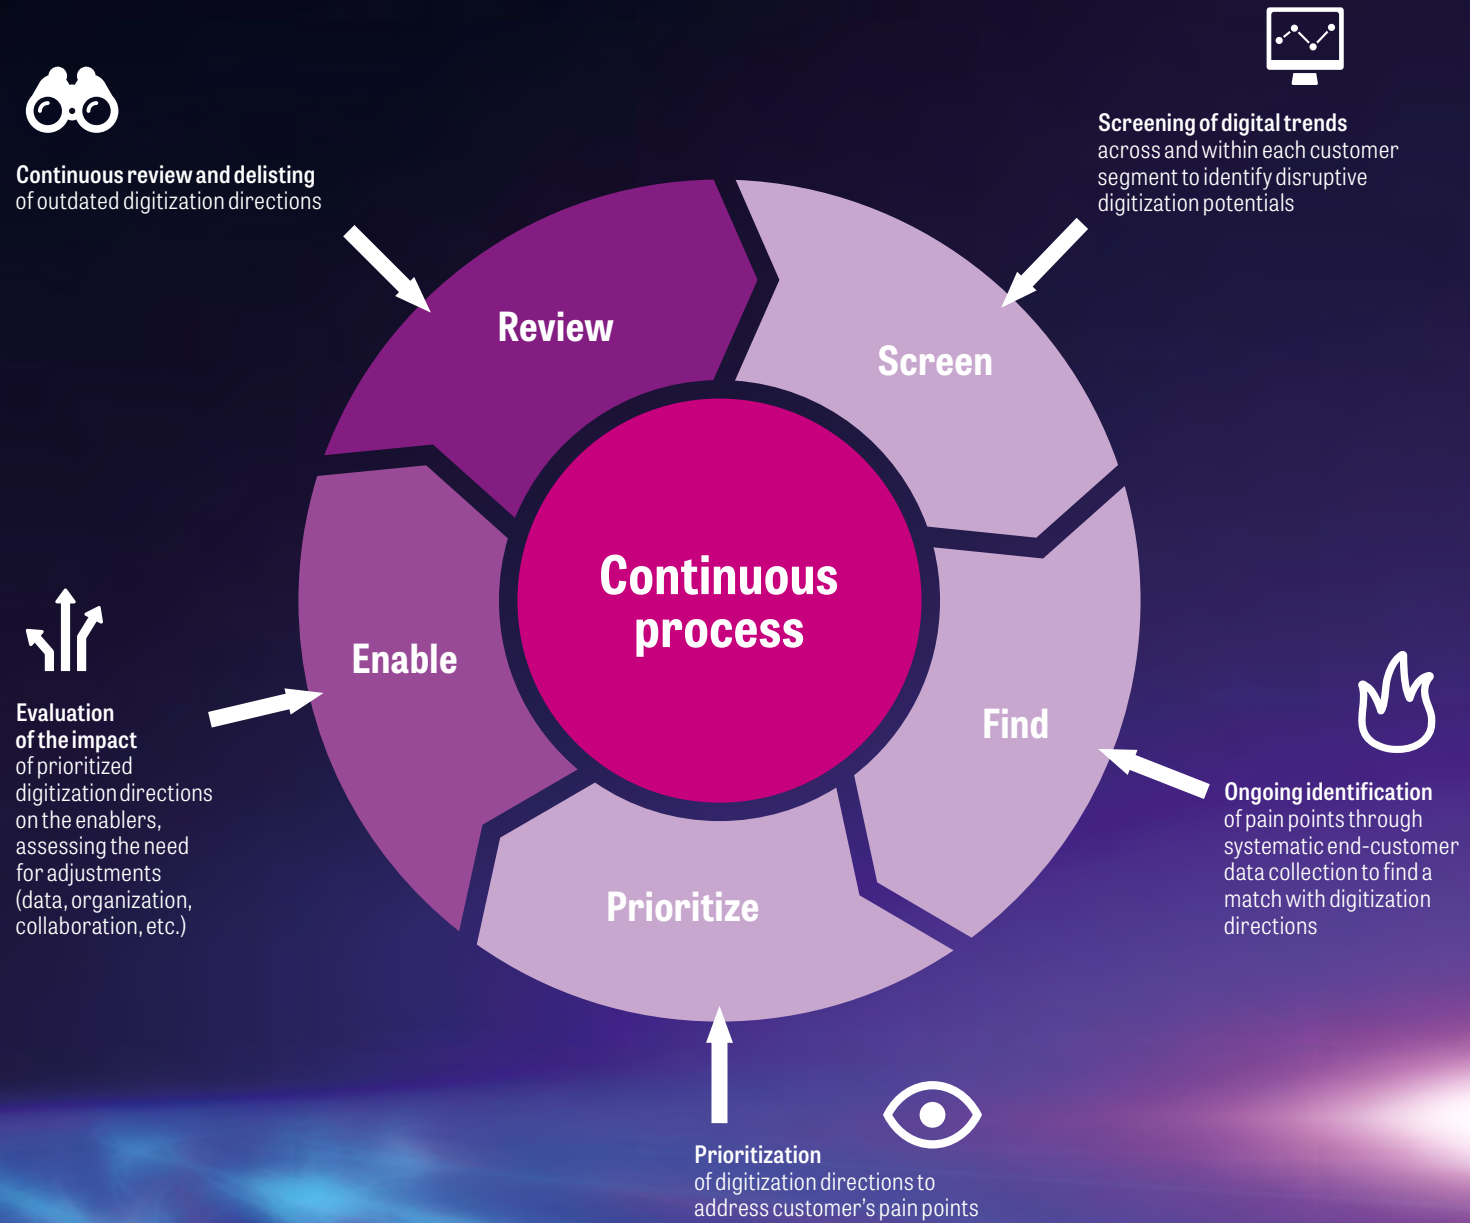 Continuous review and delisting
of outdated digitization directions
Screening of digital trends
across and within each customer
segment to identify disruptive
digitization potentials
Review
Screen
Continuous
process
Enable
Find
Prioritize
Evaluation
of the impact
of prioritized
digitization directions
on the enablers,
assessing the need
for adjustments
(data, organization,
collaboration, etc.)
Ongoing identification
of pain points through
systematic end-customer
data collection to find a
match with digitization
directions
Prioritization
of digitization directions to
address customer's pain points